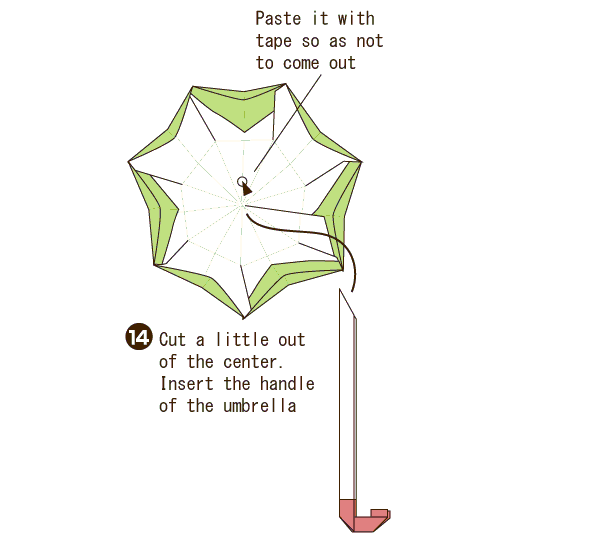 Paste it with
tape so as not
to come out
14 Cut a little out
of the center.
Insert the handle
of the umbrella